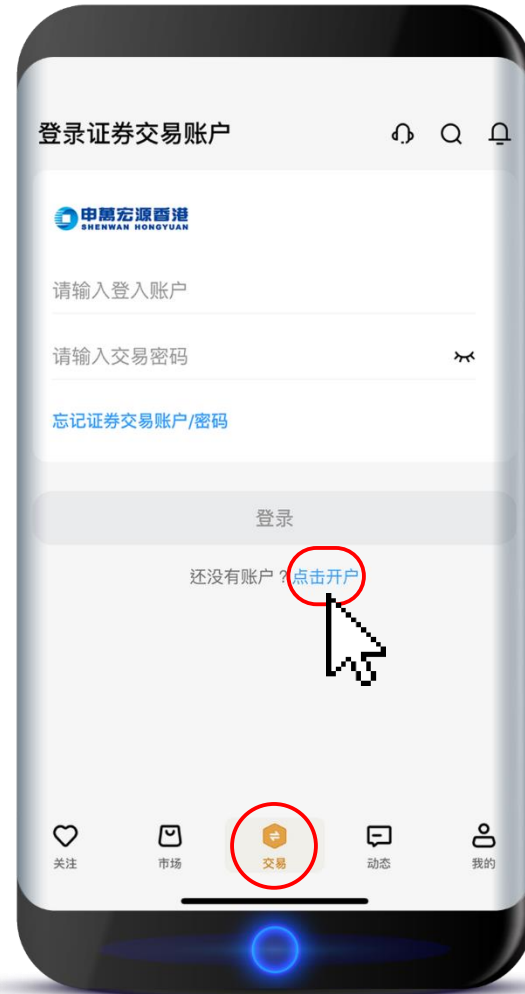 登录证券交易账户
申萬宏源香港
SHENWAN HONGYUAN
请输入登入账户
请输入交易密码
忘记证券交易账户/密码
登录
还没有账户？点击开户
关注 市场 交易 动态 我的